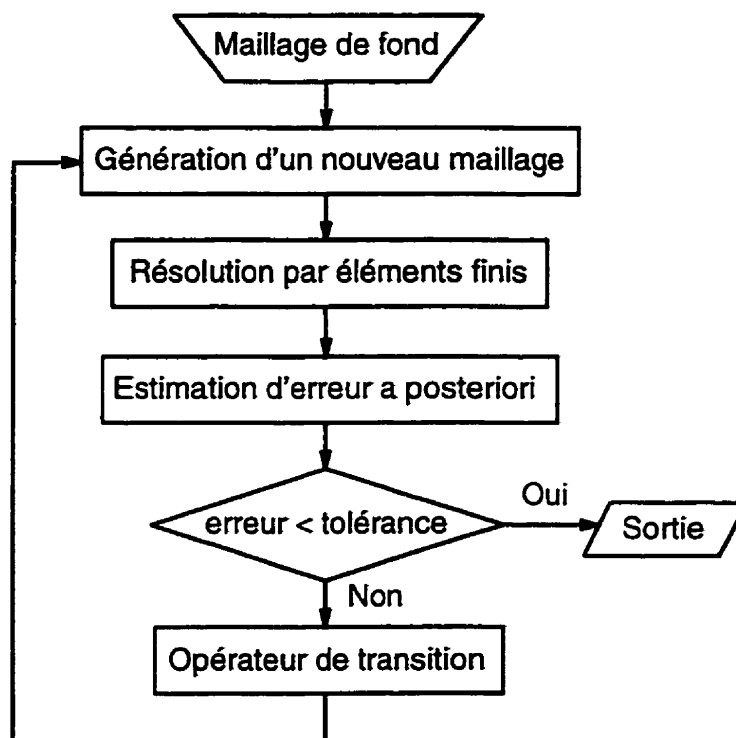 Maillage de fond
Génération d'un nouveau maillage
Résolution par éléments finis
Estimation d'erreur a posteriori
erreur < tolérance
Oui
Sortie
Non
Opérateur de transition